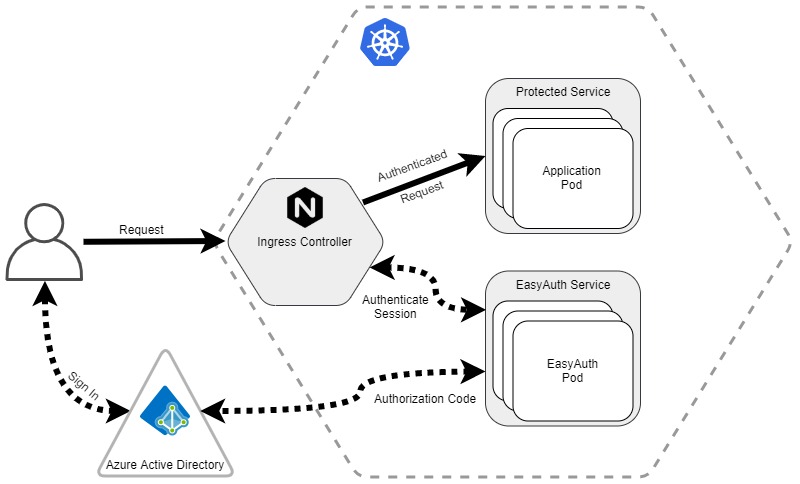 Protected Service
Application
Pod
Authenticated
Request
Request
N
Ingress Controller
Authenticate
Session
EasyAuth Service
EasyAuth
Pod
Sign In
Authorization Code
Azure Active Directory